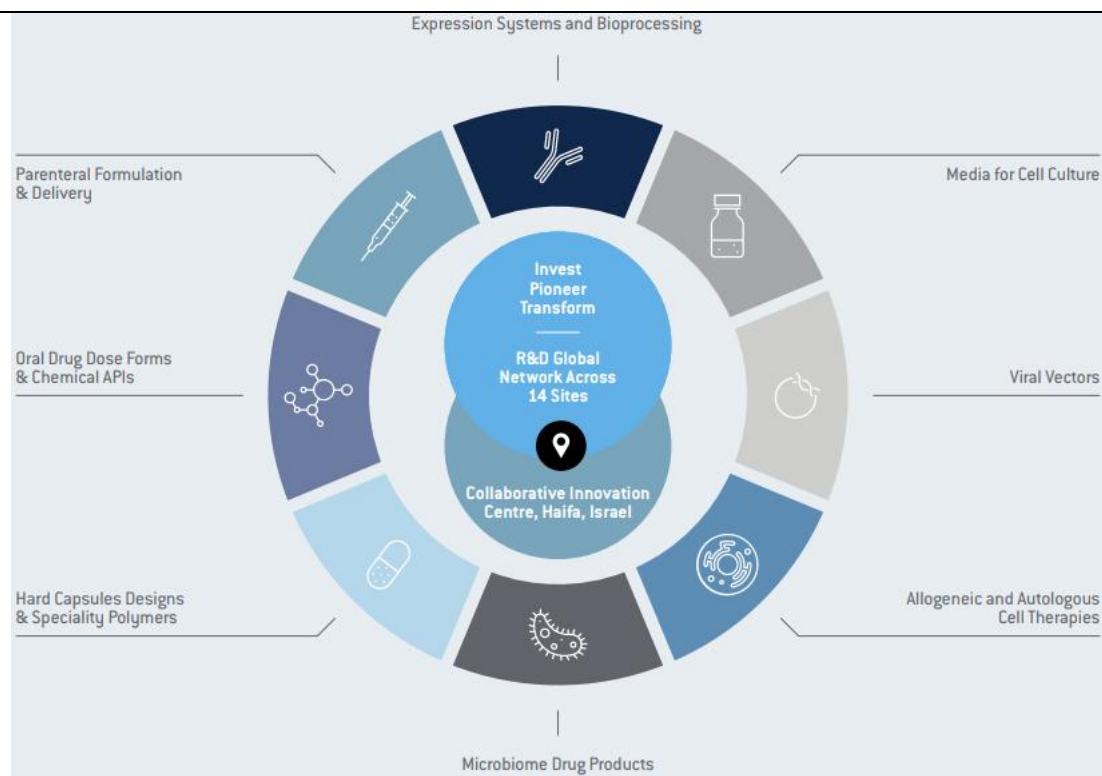 Expression Systems and Bioprocessing
Parenteral Formulation
& Delivery
Media for Cell Culture
Invest
Pioneer
Transform
R&D Global
Network Across
14 Sites
Oral Drug Dose Forms
& Chemical APIs
Viral Vectors
Collaborative Innovation
Centre, Haifa, Israel
Hard Capsules Designs
& Speciality Polymers
Allogeneic and Autologous
Cell Therapies
Microbiome Drug Products